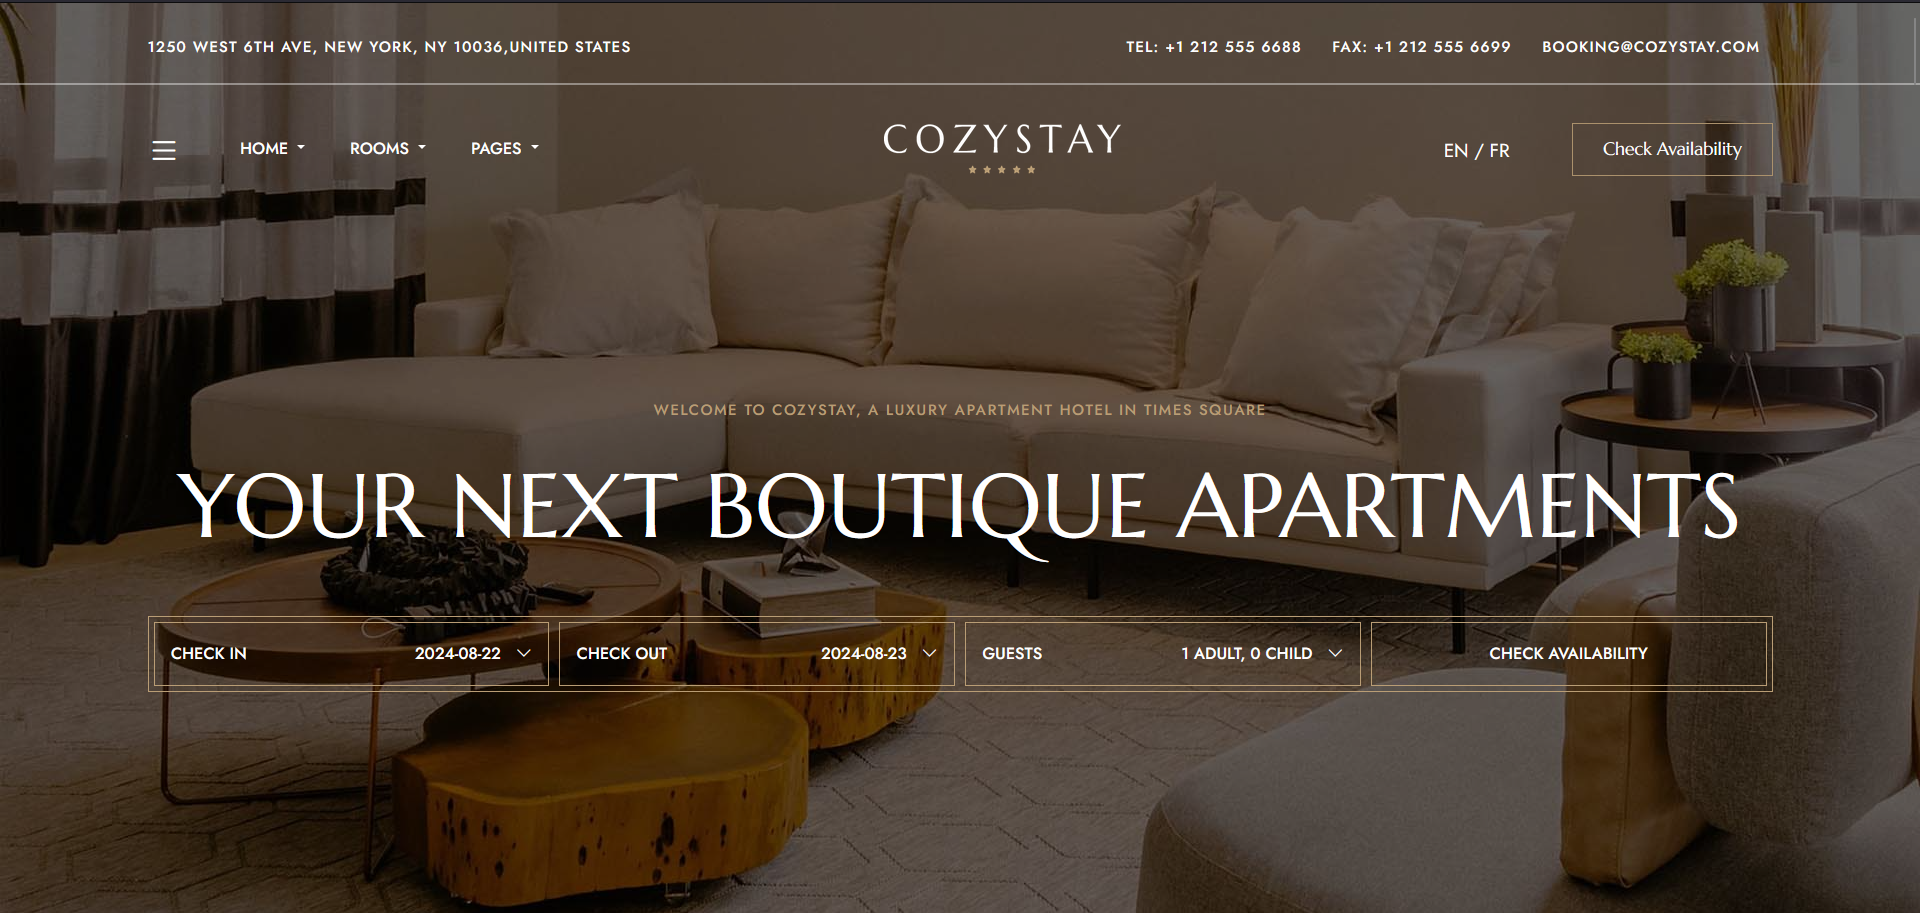 1250 WEST 6TH AVE, NEW YORK, NY 10036,UNITED STATES
TEL: +1 212 555 6688
FAX: +1 212 555 6699
BOOKING@COZYSTAY.COM
HOME
ROOMS
PAGES
COZYSTAY
EN / FR
Check Availability
WELCOME TO COZYSTAY, A LUXURY APARTMENT HOTEL IN TIMES SQUARE
YOUR NEXT BOUTIQUE APARTMENTS
CHECK IN 2024-08-22
CHECK OUT 2024-08-23
GUESTS 1 ADULT, 0 CHILD
CHECK AVAILABILITY